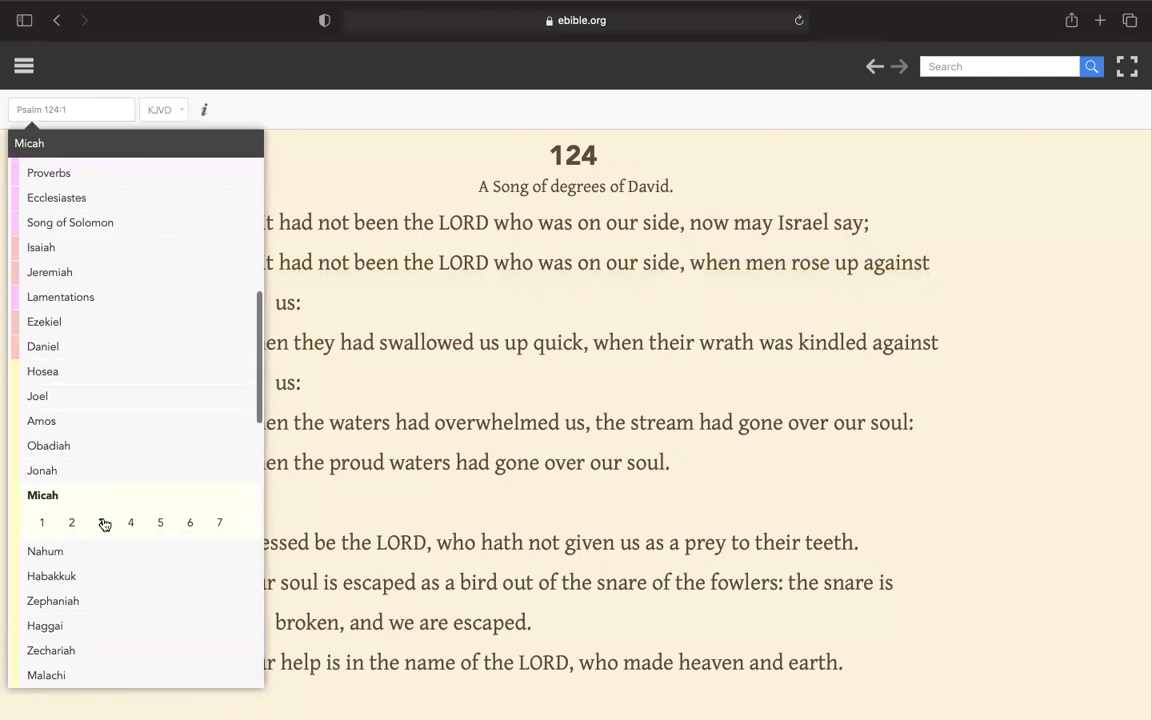 ebible.org
Search
Psalm 124:1
KJVD
i
Micah
Proverbs
Ecclesiastes
Song of Solomon
Isaiah
Jeremiah
Lamentations
Ezekiel
Daniel
Hosea
Joel
Amos
Obadiah
Jonah
Micah
1 2 4 5 6 7
Nahum
Habakkuk
Zephaniah
Haggai
Zechariah
Malachi
124
A Song of degrees of David.
had not been the LORD who was on our side, now may Israel say;
had not been the LORD who was on our side, when men rose up against
us:
they had swallowed us up quick, when their wrath was kindled against
us:
the waters had overwhelmed us, the stream had gone over our soul:
the proud waters had gone over our soul.
be the LORD, who hath not given us as a prey to their teeth.
soul is escaped as a bird out of the snare of the fowlers: the snare is
broken, and we are escaped.
help is in the name of the LORD, who made heaven and earth.